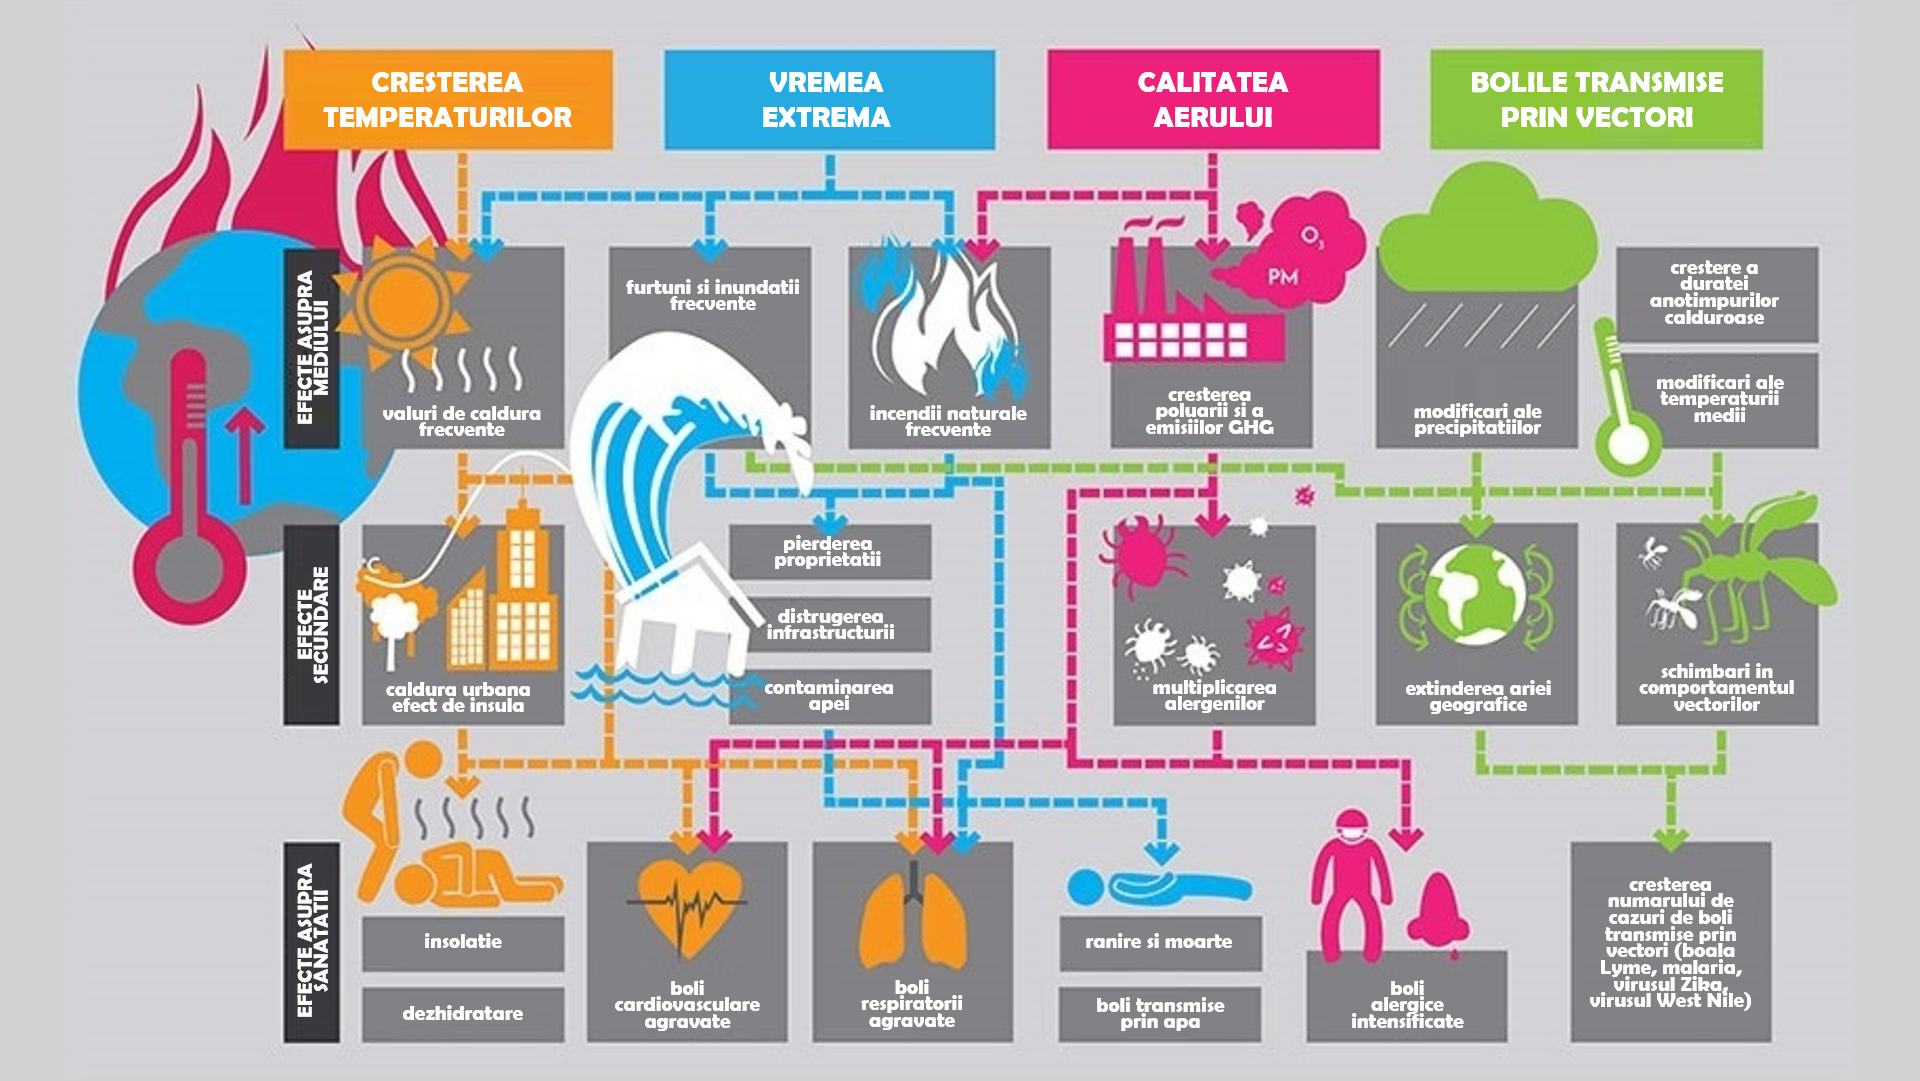 CRESTEREA
TEMPERATURILOR
VREMEA
EXTREMA
CALITATEA
AERULUI
BOLILE TRANSMISE
PRIN VECTORI
EFECTE ASUPRA
MEDIULUI
valuri de caldura
frecvente
furtuni si inundatii
frecvente
incendii naturale
frecvente
O3
PM
cresterea
poluarii si a
emisiilor GHG
modificari ale
precipitatiilor
crestere a
duratei
anotimpurilor
calduroase
modificari ale
temperaturii
medii
EFECTE
SECUNDARE
°C
caldura urbana
efect de insula
pierderea
proprietatii
distrugerea
infrastructurii
contaminarea
apei
multiplicarea
alergenilor
extinderea ariei
geografice
schimbari in
comportamentul
vectorilor
EFECTE ASUPRA
SANATATII
insolatie
dezhidratare
boli
cardiovasculare
agravate
boli
respiratorii
agravate
ranire si moarte
boli transmise
prin apa
boli
alergice
intensificate
cresterea
numarului de
cazuri de boli
transmise prin
vectori (boala
Lyme, malaria,
virusul Zika,
virusul West Nile)